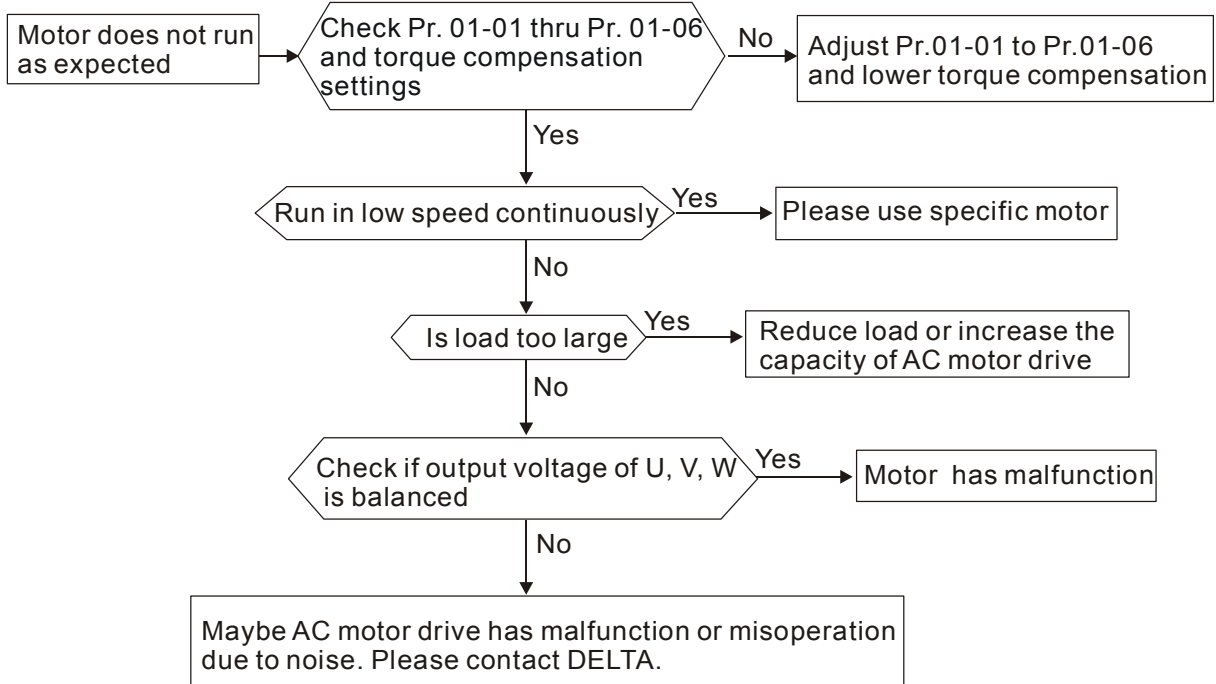 Motor does not run
as expected
Check Pr. 01-01 thru Pr. 01-06
and torque compensation
settings
No
Adjust Pr.01-01 to Pr.01-06
and lower torque compensation
Yes
Run in low speed continuously
Yes
Please use specific motor
No
Is load too large
Yes
Reduce load or increase the
capacity of AC motor drive
No
Check if output voltage of U, V, W
is balanced
Yes
Motor has malfunction
No
Maybe AC motor drive has malfunction or misoperation
due to noise. Please contact DELTA.